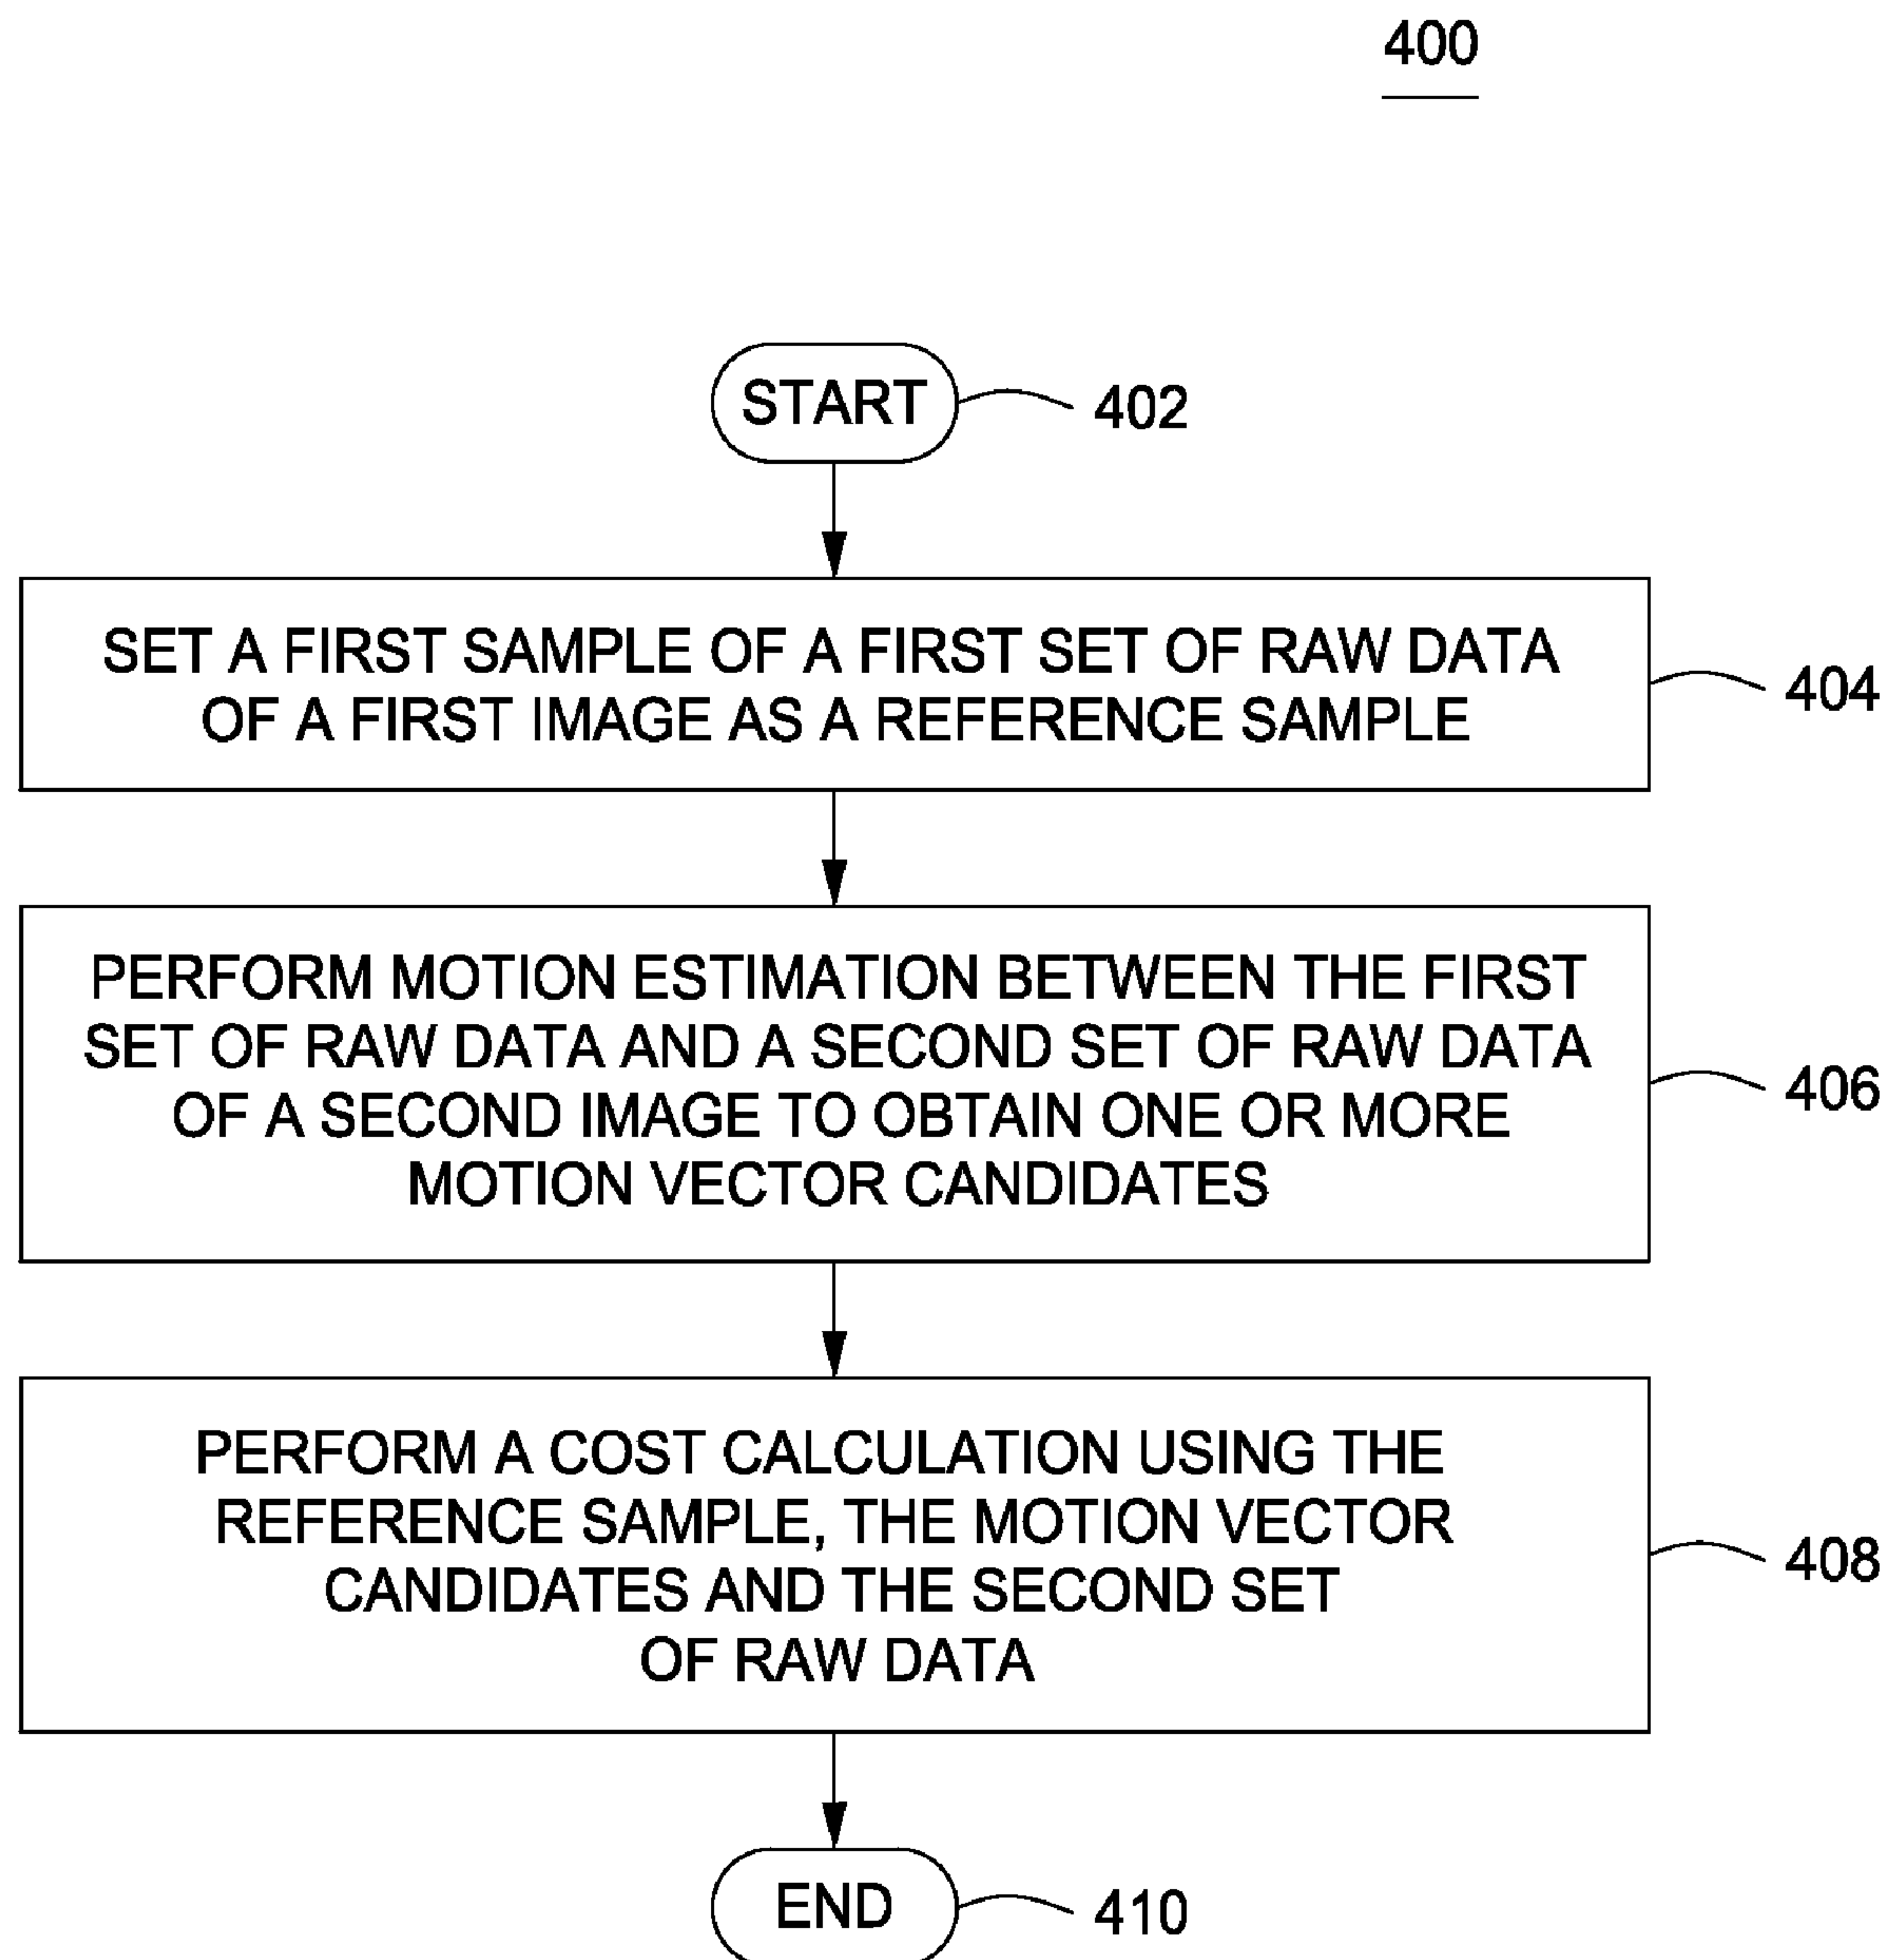 400
START
402
SET A FIRST SAMPLE OF A FIRST SET OF RAW DATA
OF A FIRST IMAGE AS A REFERENCE SAMPLE
404
PERFORM MOTION ESTIMATION BETWEEN THE FIRST
SET OF RAW DATA AND A SECOND SET OF RAW DATA
OF A SECOND IMAGE TO OBTAIN ONE OR MORE
MOTION VECTOR CANDIDATES
406
PERFORM A COST CALCULATION USING THE
REFERENCE SAMPLE, THE MOTION VECTOR
CANDIDATES AND THE SECOND SET
OF RAW DATA
408
END
410